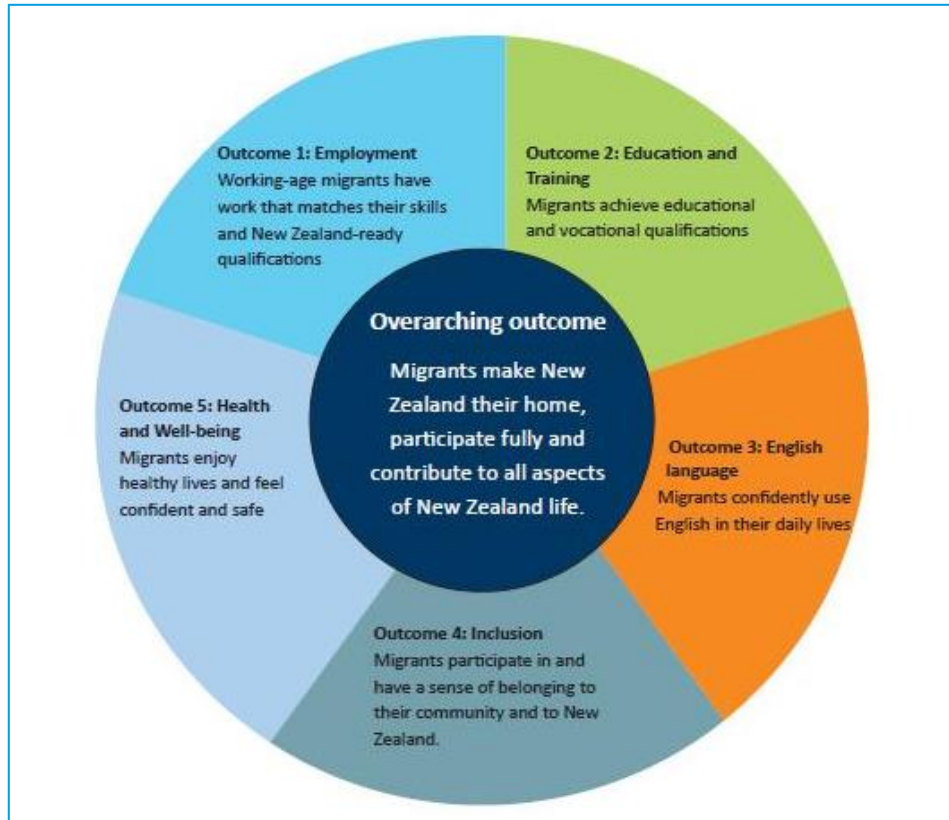 Outcome 1: Employment
Working-age migrants have
work that matches their skills
and New Zealand-ready
qualifications
Outcome 2: Education and
Training
Migrants achieve educational
and vocational qualifications
Overarching outcome
Migrants make New
Zealand their home,
participate fully and
contribute to all aspects
of New Zealand life.
Outcome 3: English
language
Migrants confidently use
English in their daily lives
Outcome 4: Inclusion
Migrants participate in and
have a sense of belonging to
their community and to New
Zealand.
Outcome 5: Health
and Well-being
Migrants enjoy
healthy lives and feel
confident and safe